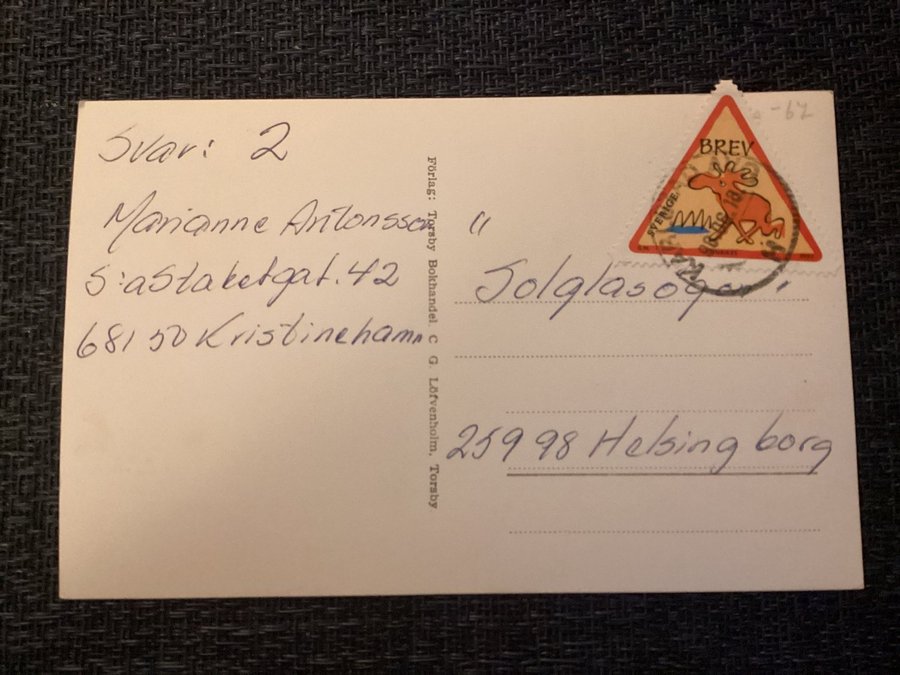 Svar: 2
Marianne Antonsson
S:a Staketgat. 42
681 50 Kristinehamn
Förlag: Torsby Bokhandel C G. Löfvenholm, Torsby
-62
BREV
SVERIGE
"Solglasögon"
259 98 Helsingborg